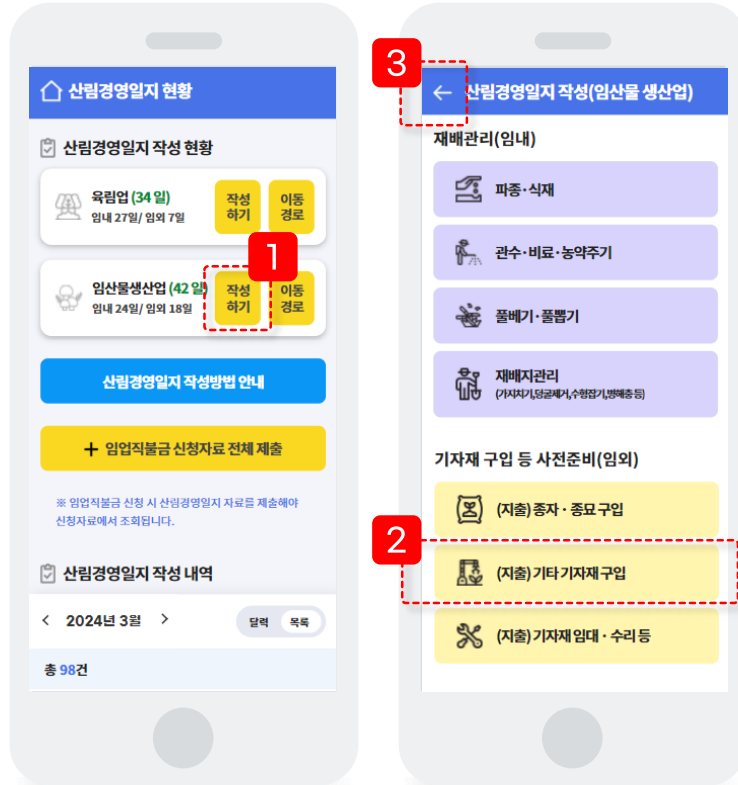 산림경영일지 현황
산림경영일지 작성 현황
육림업 (34 일)
임내 27일/ 임외 7일
작성
하기
이동
경로
1
임산물생산업 (42 일)
임내 24일/ 임외 18일
작성
하기
이동
경로
산림경영일지 작성방법 안내
+ 임업직불금 신청자료 전체 제출
※ 임업직불금 신청 시 산림경영일지 자료를 제출해야
신청자료에서 조회됩니다.
산림경영일지 작성 내역
< 2024년 3월 >
달력 목록
총 98건
3
← 산림경영일지 작성(임산물 생산업)
재배관리(임내)
파종·식재
관수·비료·농약주기
풀베기·풀뽑기
재배지관리
(가지치기,덩굴제거,수형잡기,병해충 등)
기자재 구입 등 사전준비(임외)
(지출) 종자·종묘 구입
2
(지출) 기타 기자재 구입
(지출) 기자재 임대·수리 등